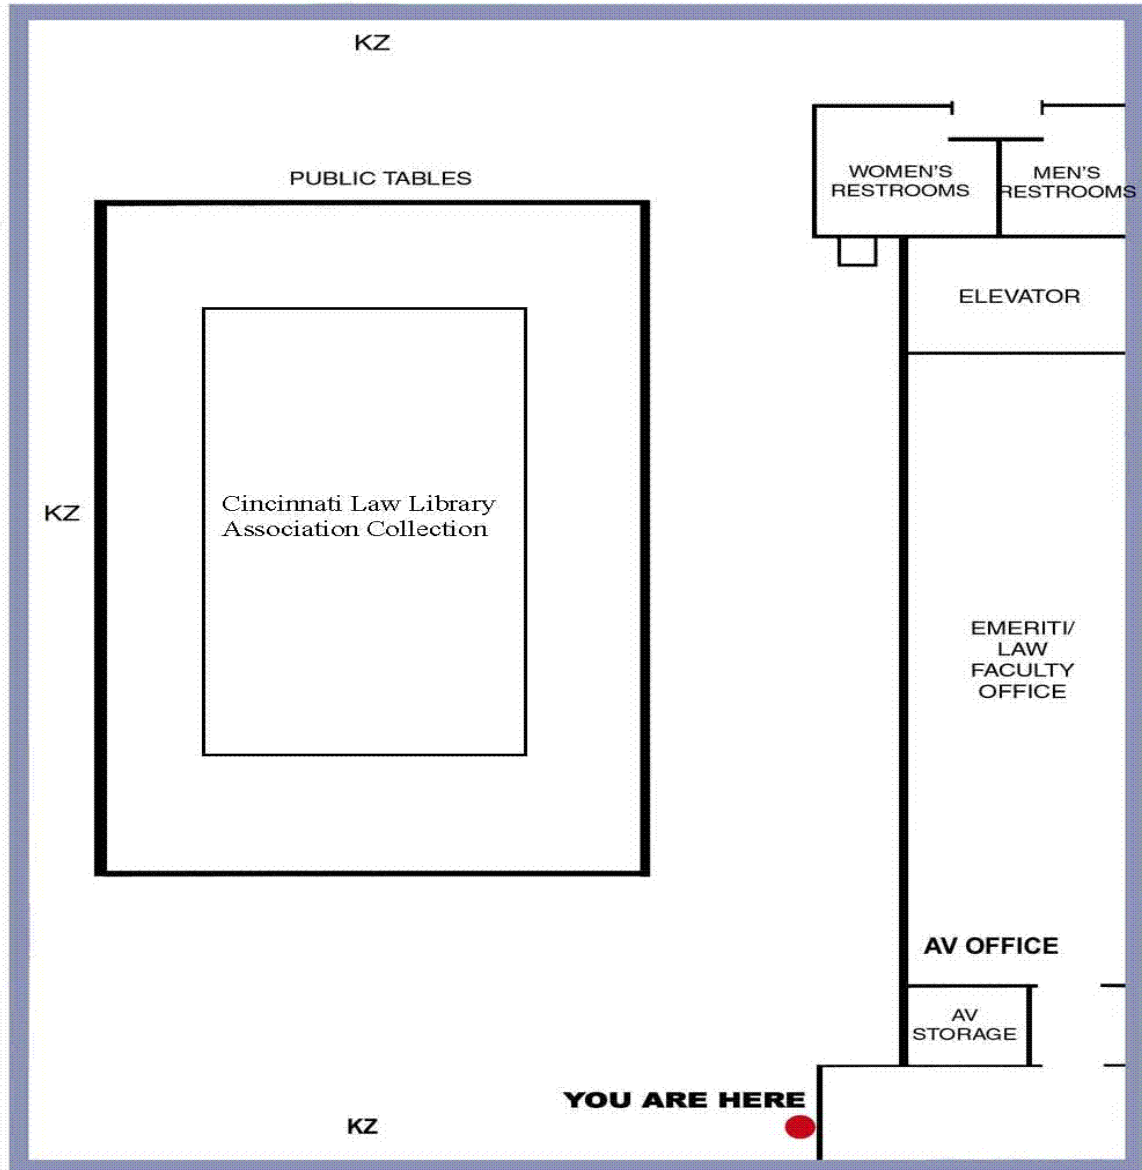 KZ
PUBLIC TABLES
WOMEN'S
RESTROOMS
MEN'S
RESTROOMS
ELEVATOR
Cincinnati Law Library
Association Collection
KZ
EMERITI/
LAW
FACULTY
OFFICE
AV OFFICE
AV
STORAGE
YOU ARE HERE
KZ